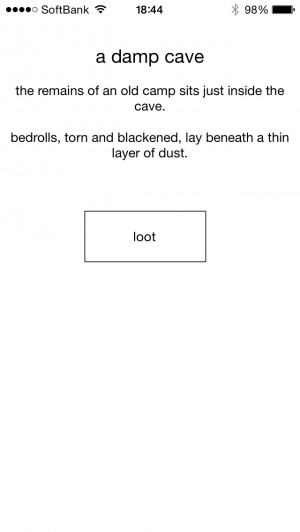 SoftBank 18:44 98%
a damp cave
the remains of an old camp sits just inside the
cave.
bedrolls, torn and blackened, lay beneath a thin
layer of dust.
loot